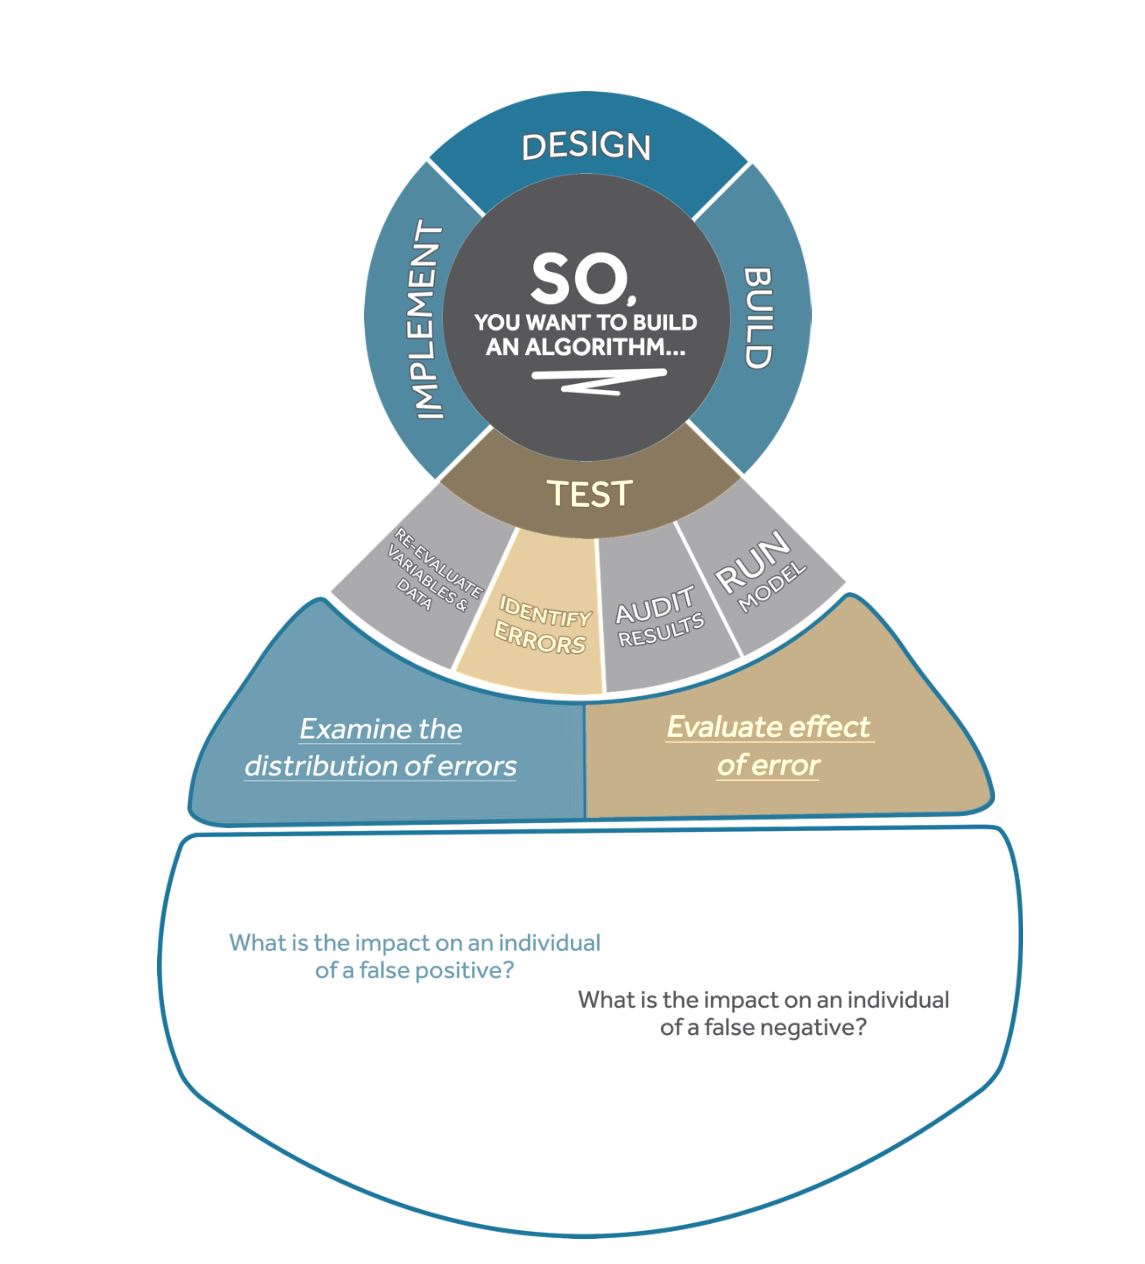 DESIGN
IMPLEMENT
BUILD
SO,
YOU WANT TO BUILD
AN ALGORITHM...
TEST
RE-EVALUATE
VARIABLES &
DATA
IDENTIFY
ERRORS
AUDIT
RESULTS
RUN
MODEL
Examine the
distribution of errors
Evaluate effect
of error
What is the impact on an individual
of a false positive?
What is the impact on an individual
of a false negative?